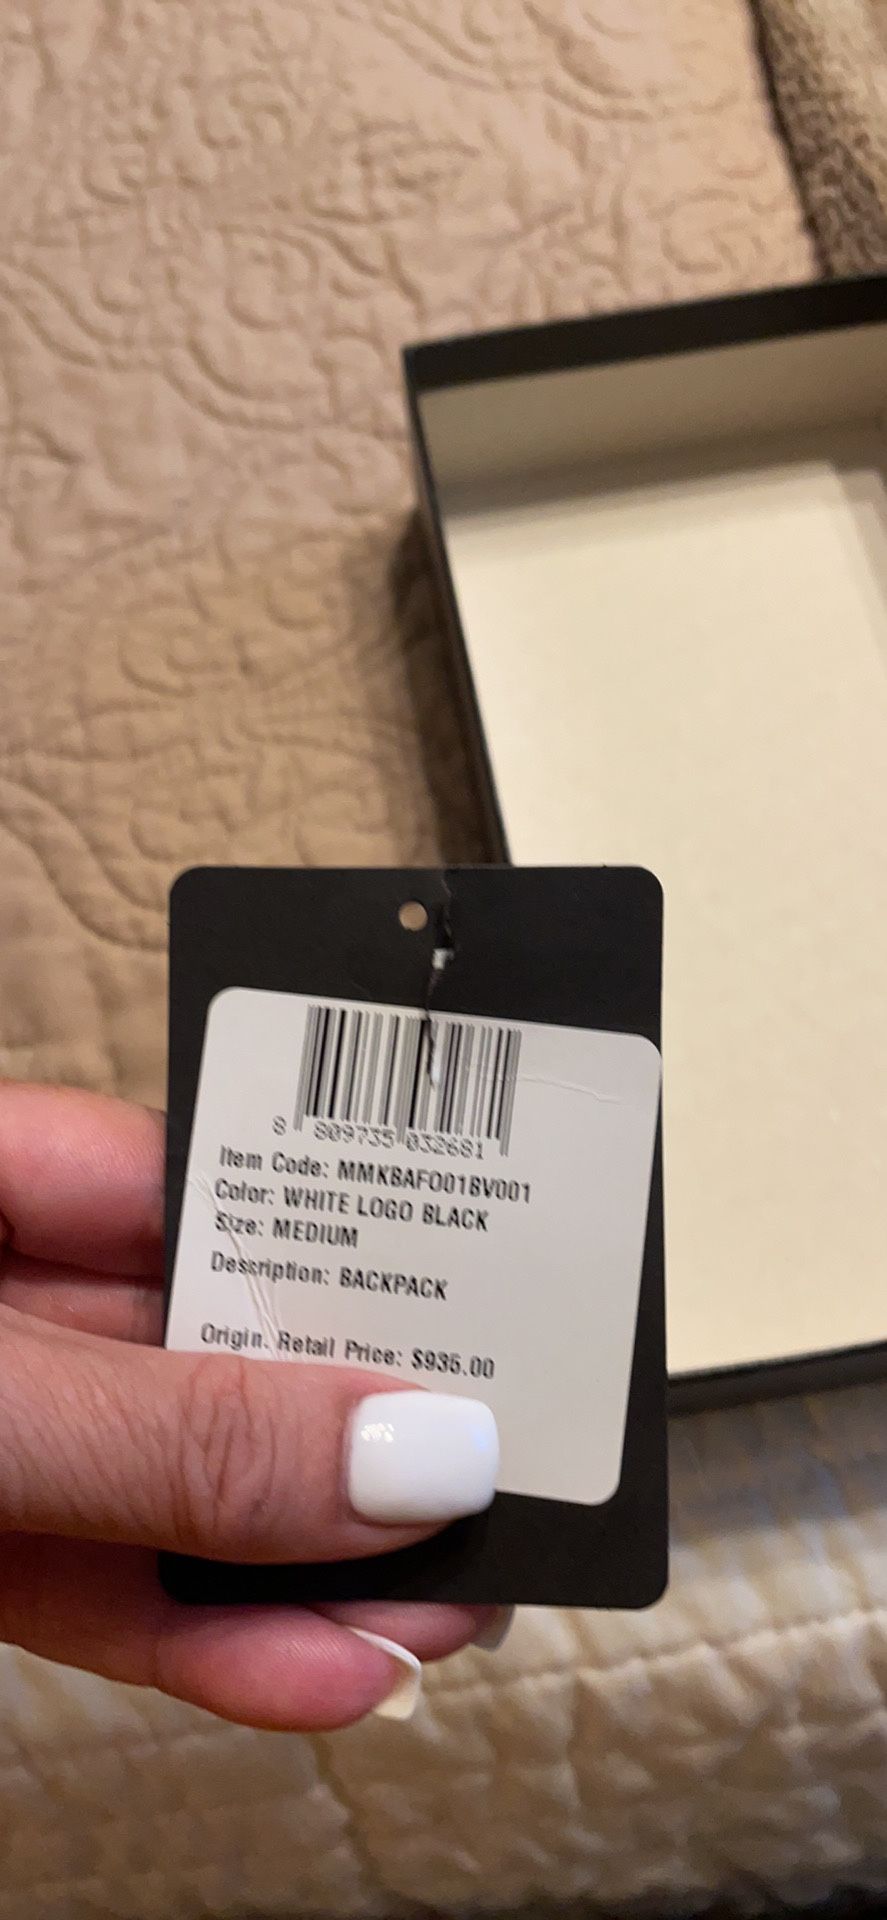 8 809735 032681
Item Code: MMKBAFO01BV001
Color: WHITE LOGO BLACK
Size: MEDIUM
Description: BACKPACK
Origin. Retail Price: $935.00